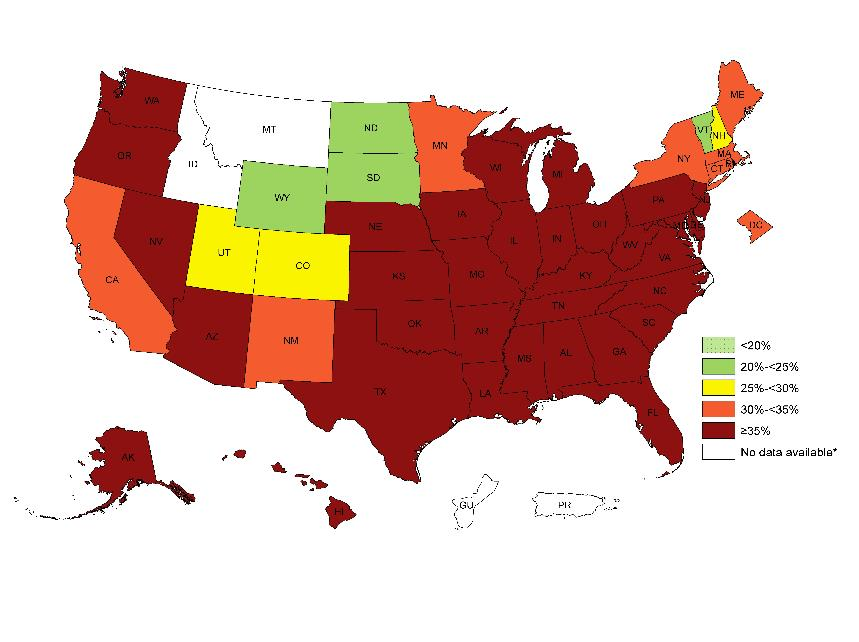 ME
WA
MT
ND
MN
VT
NH
OR
ID
SD
WI
MI
NY
MA
CT
WY
NE
IA
PA
NJ
NV
UT
CO
IL
IN
OH
WV
VA
DC
CA
KS
MO
KY
NC
AZ
NM
OK
AR
TN
SC
MS
AL
GA
TX
LA
FL
AK
HI
GU
PR
<20%
20%-<25%
25%-<30%
30%-<35%
≥35%
No data available*